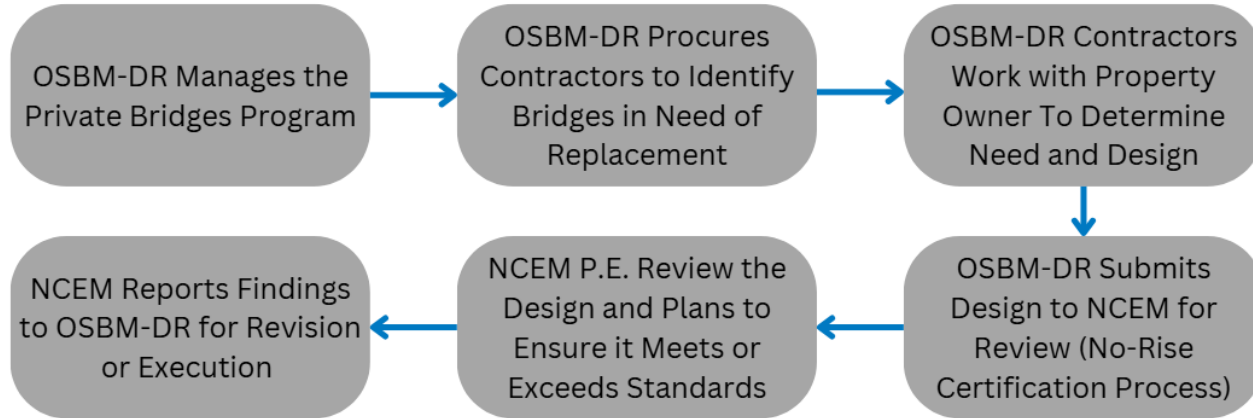 OSBM-DR Manages the
Private Bridges Program
OSBM-DR Procures
Contractors to Identify
Bridges in Need of
Replacement
OSBM-DR Contractors
Work with Property
Owner To Determine
Need and Design
OSBM-DR Submits
Design to NCEM for
Review (No-Rise
Certification Process)
NCEM P.E. Review the
Design and Plans to
Ensure it Meets or
Exceeds Standards
NCEM Reports Findings
to OSBM-DR for Revision
or Execution